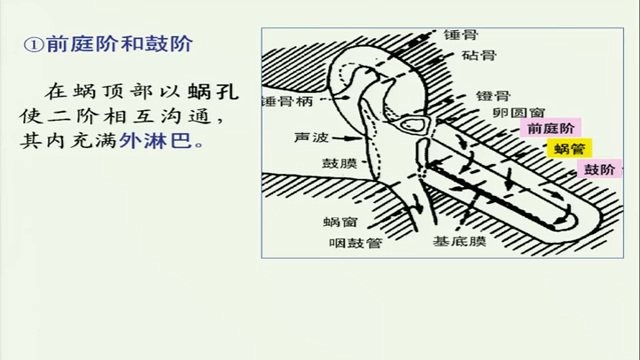 ①前庭阶和鼓阶
在蜗顶部以蜗孔
使二阶相互沟通，
其内充满外淋巴。
锤骨
砧骨
锤骨柄
镫骨
卵圆窗
声波
前庭阶
蜗管
鼓膜
鼓阶
蜗窗
咽鼓管
基底膜